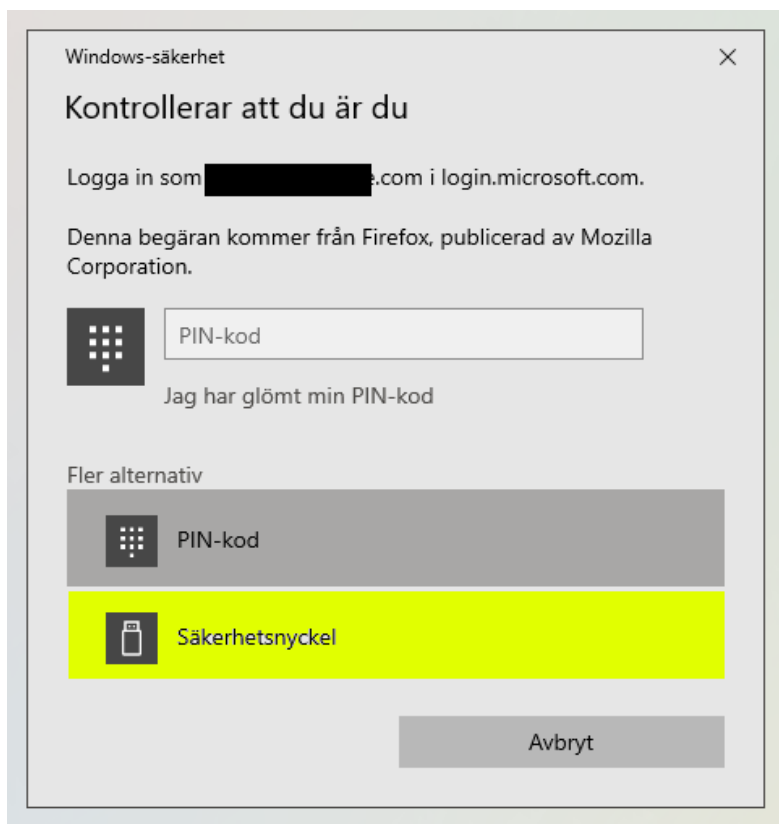 Windows-säkerhet
Kontrollerar att du är du
Logga in som .com i login.microsoft.com.
Denna begäran kommer från Firefox, publicerad av Mozilla
Corporation.
PIN-kod
Jag har glömt min PIN-kod
Fler alternativ
PIN-kod
Säkerhetsnyckel
Avbryt